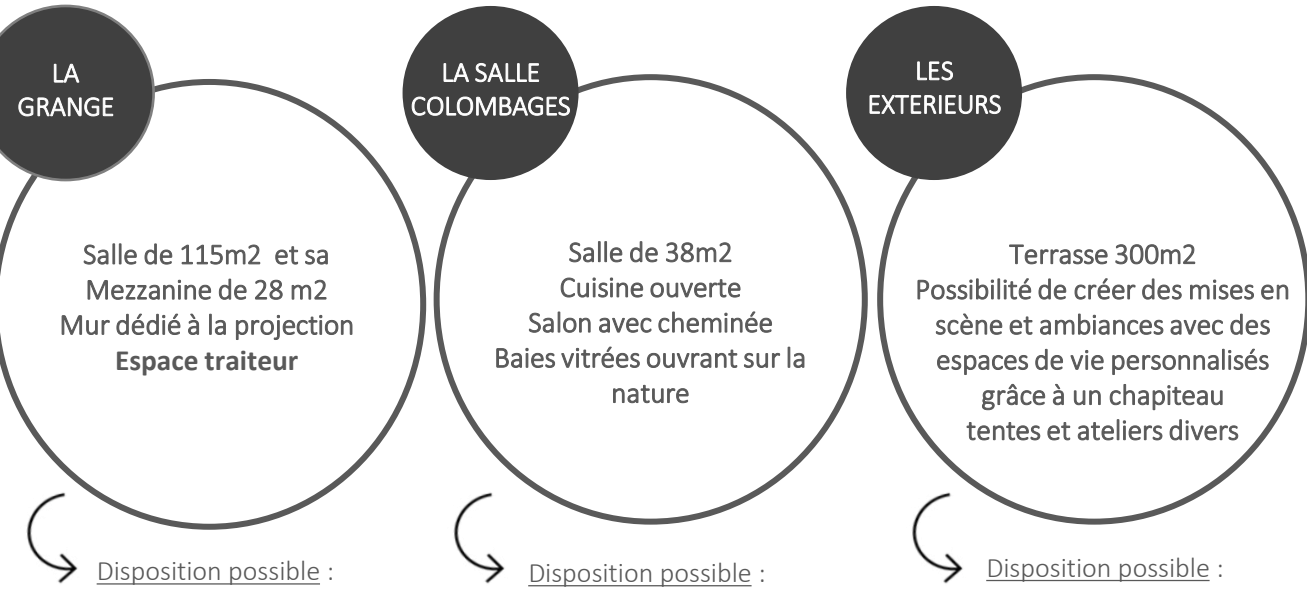 LA
GRANGE
Salle de 115m2 et sa
Mezzanine de 28 m2
Mur dédié à la projection
Espace traiteur
Disposition possible :
LA SALLE
COLOMBAGES
Salle de 38m2
Cuisine ouverte
Salon avec cheminée
Baies vitrées ouvrant sur la
nature
Disposition possible :
LES
EXTERIEURS
Terrasse 300m2
Possibilité de créer des mises en
scène et ambiances avec des
espaces de vie personnalisés
grâce à un chapiteau
tentes et ateliers divers
Disposition possible :